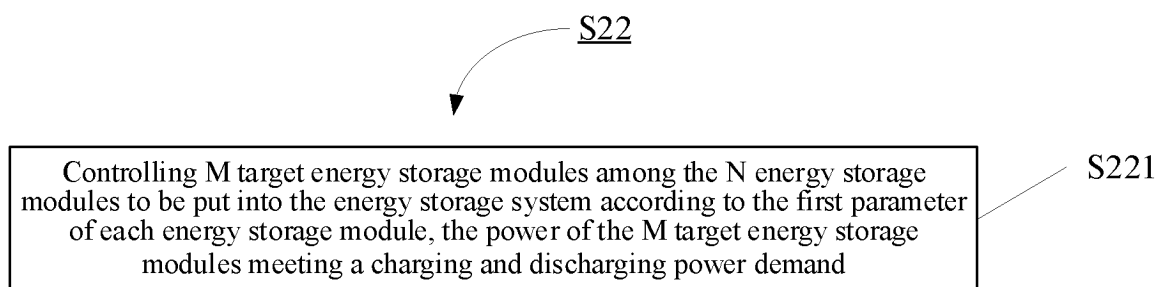 S22
Controlling M target energy storage modules among the N energy storage
modules to be put into the energy storage system according to the first parameter
of each energy storage module, the power of the M target energy storage
modules meeting a charging and discharging power demand
S221